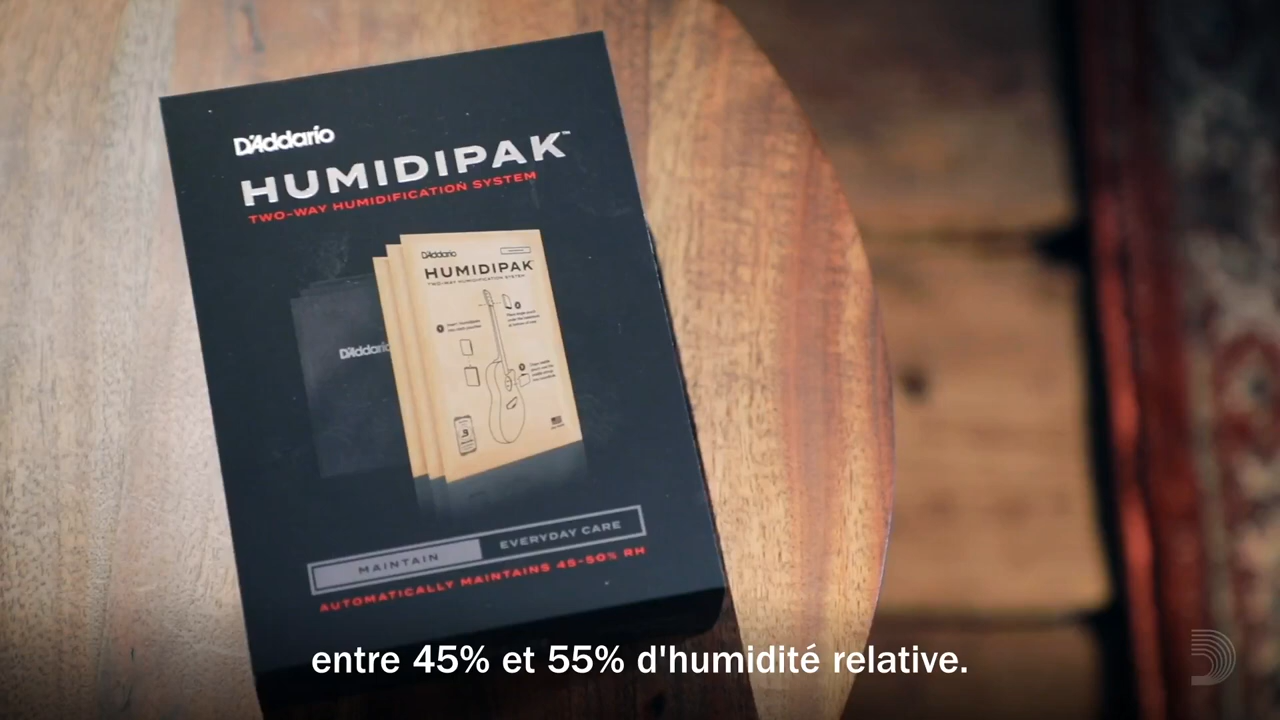 D'Addario
HUMIDIPAK™
TWO-WAY HUMIDIFICATION SYSTEM
D'Addario
HUMIDIPAK
TWO-WAY HUMIDIFICATION SYSTEM
D'Addario
MAINTAIN
EVERYDAY CARE
AUTOMATICALLY MAINTAINS 45-50% RH
entre 45% et 55% d'humidité relative.